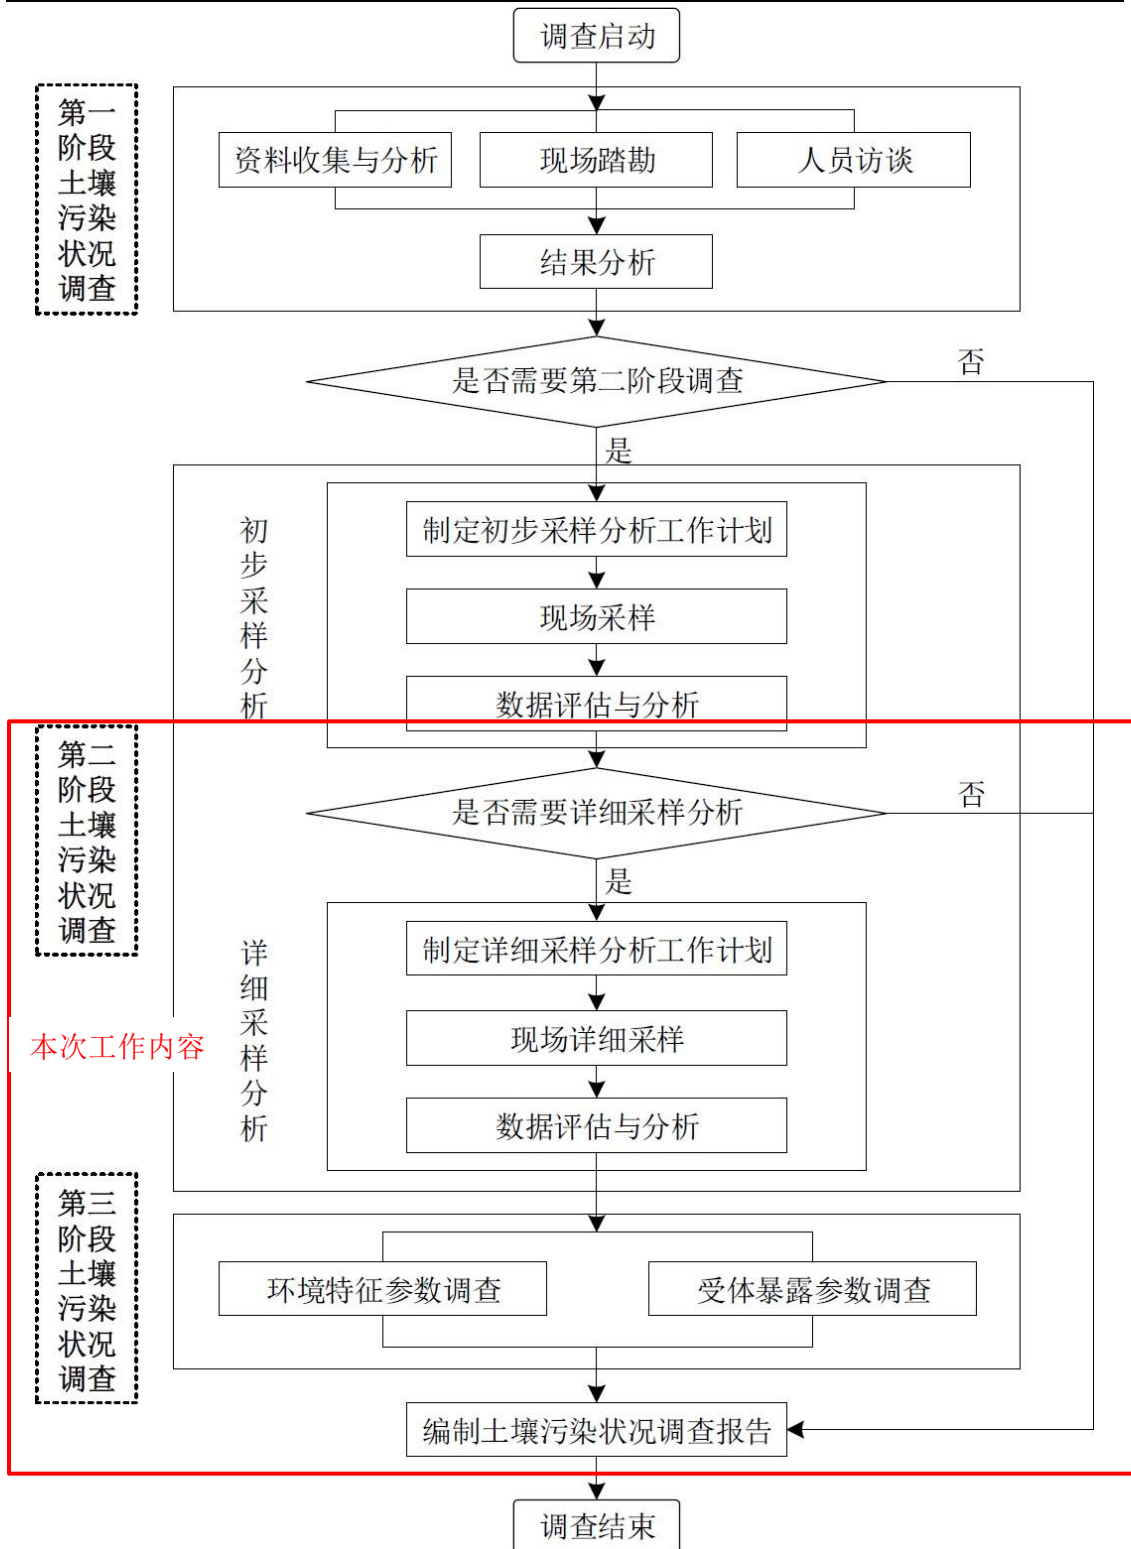 调查启动
第一
阶段
土壤
污染
状况
调查
资料收集与分析
现场踏勘
人员访谈
结果分析
是否需要第二阶段调查
否
是
初步采样分析
制定初步采样分析工作计划
现场采样
数据评估与分析
第二
阶段
土壤
污染
状况
调查
是否需要详细采样分析
否
是
详细采样分析
制定详细采样分析工作计划
现场详细采样
数据评估与分析
本次工作内容
第三
阶段
土壤
污染
状况
调查
环境特征参数调查
受体暴露参数调查
编制土壤污染状况调查报告
调查结束